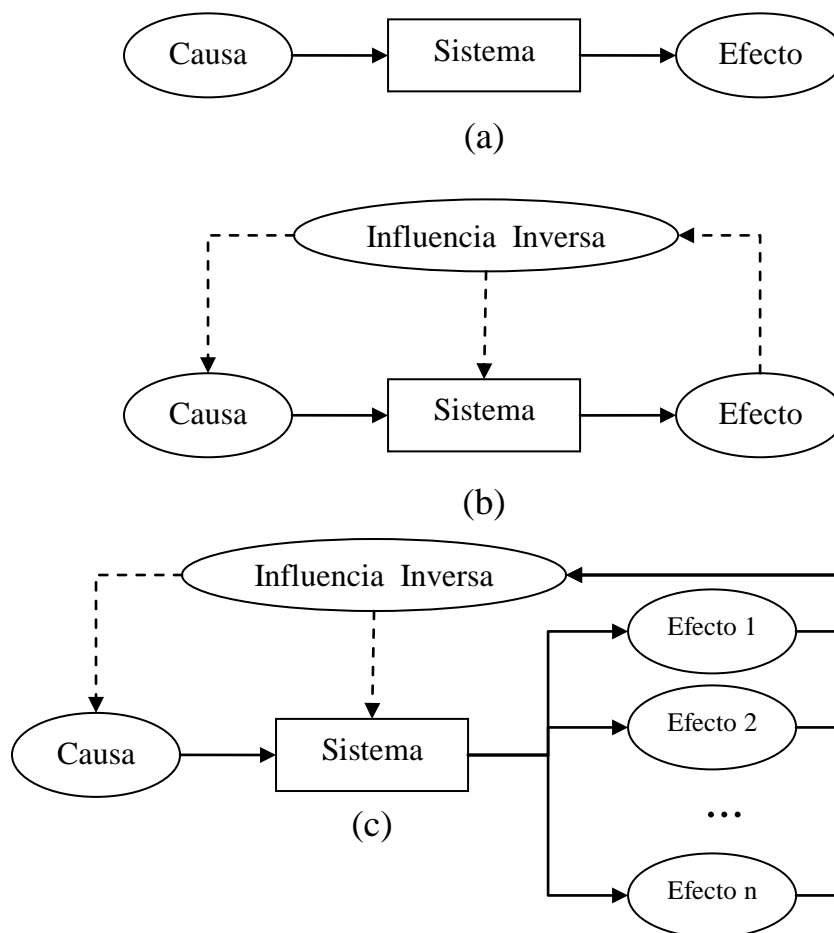 Causa Sistema Efecto
(a)
Influencia Inversa
Causa Sistema Efecto
(b)
Influencia Inversa
Efecto 1
Efecto 2
Causa Sistema
...
(c)
Efecto n